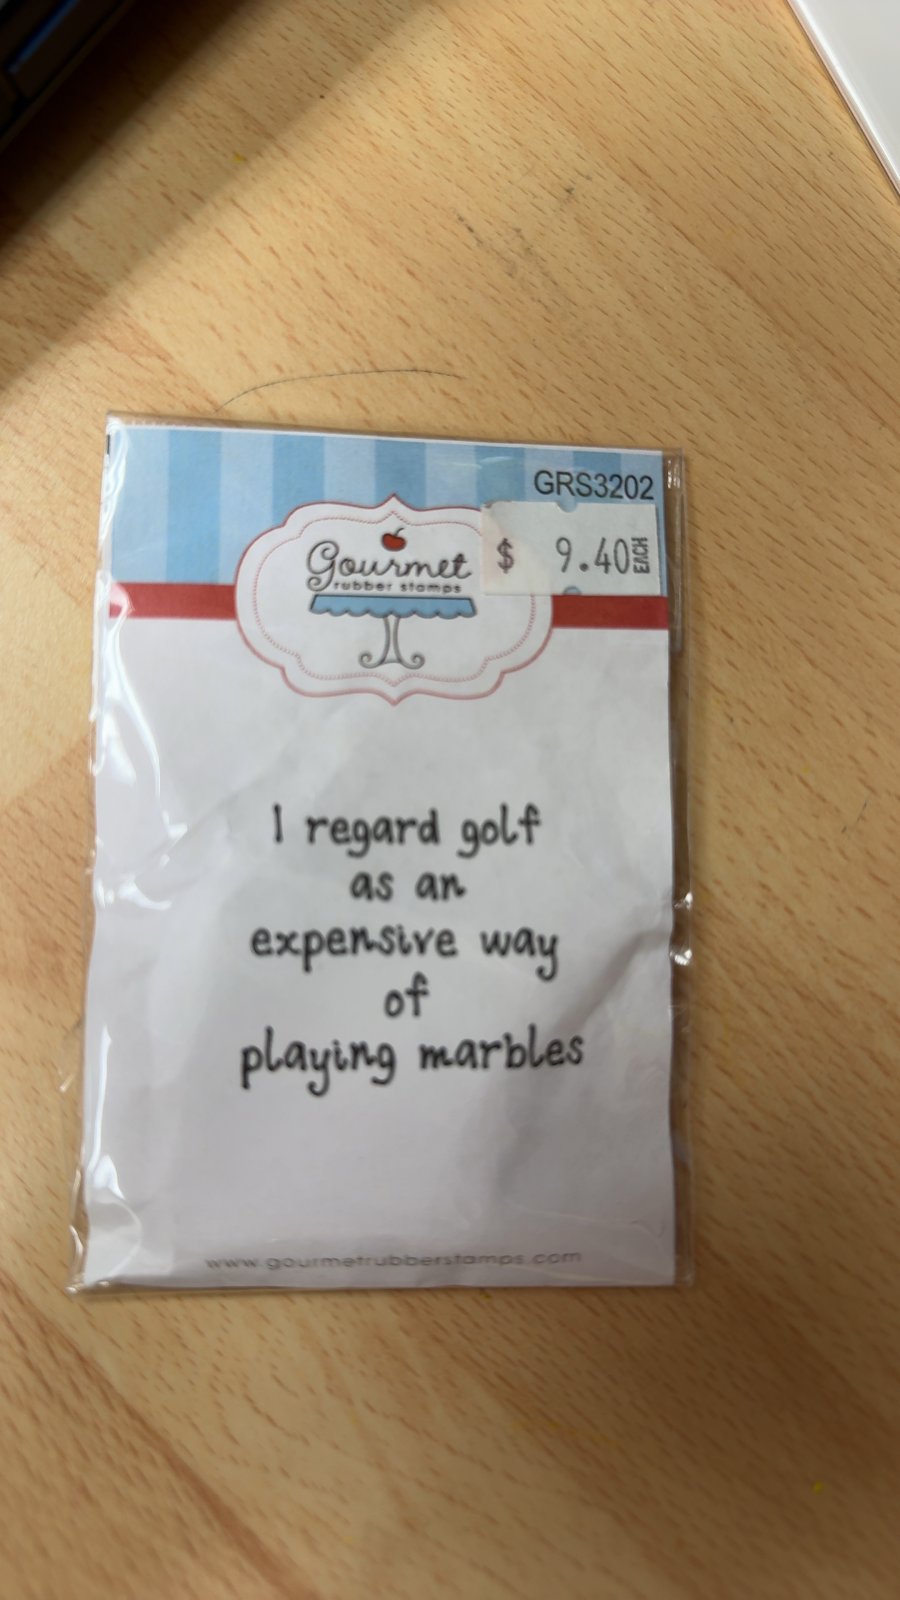 GRS3202
$ 9.40 EACH
Gourmet
rubber stamps
I regard golf
as an
expensive way
of
playing marbles
www.gourmetrubberstamps.com